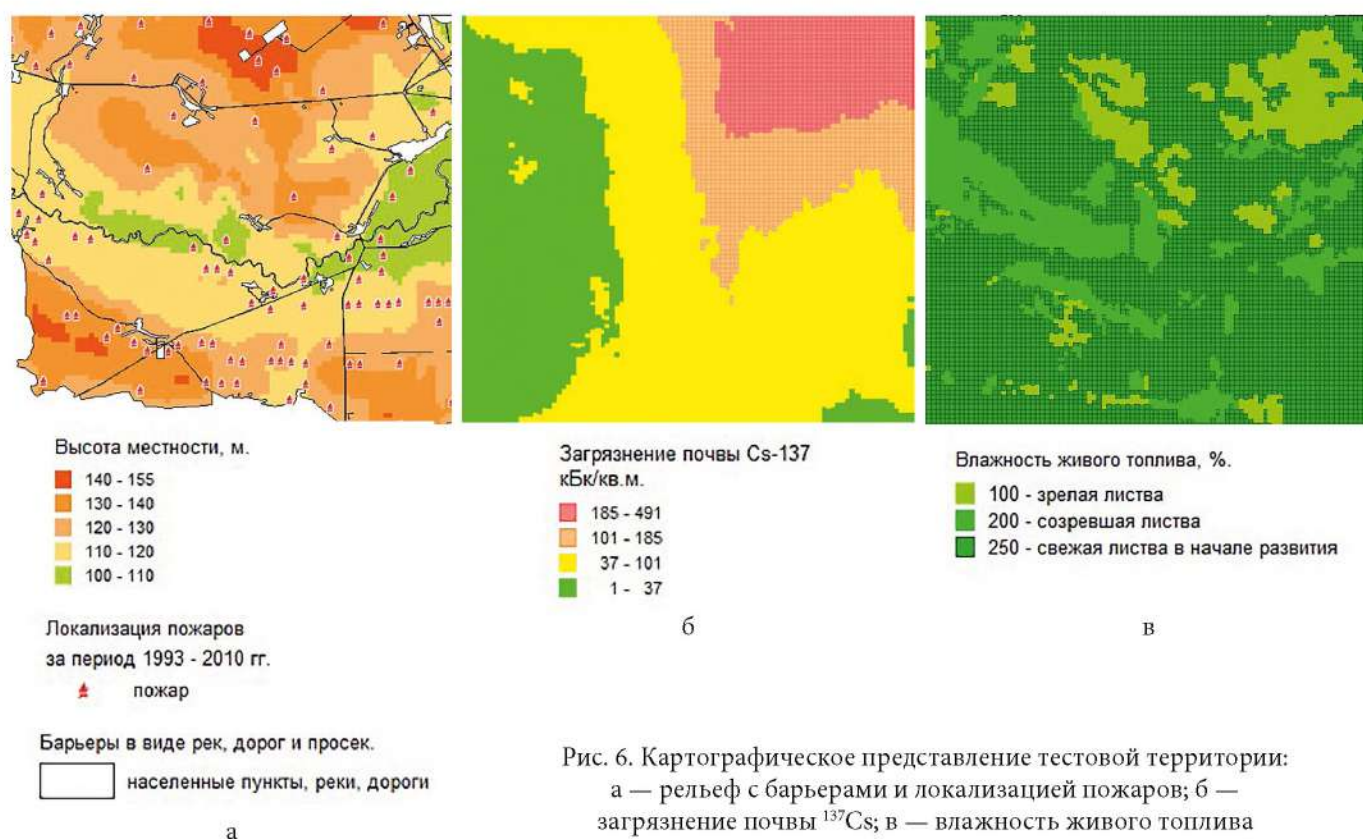 Высота местности, м.
140 - 155
130 - 140
120 - 130
110 - 120
100 - 110
Локализация пожаров
за период 1993 - 2010 гг.
пожар
Барьеры в виде рек, дорог и просек.
населенные пункты, реки, дороги
а
Загрязнение почвы Cs-137
кБк/кв.м.
185 - 491
101 - 185
37 - 101
1 - 37
б
Влажность живого топлива, %.
100 - зрелая листва
200 - созревшая листва
250 - свежая листва в начале развития
в
Рис. 6. Картографическое представление тестовой территории:
а — рельеф с барьерами и локализацией пожаров; б —
загрязнение почвы ¹³⁷Cs; в — влажность живого топлива